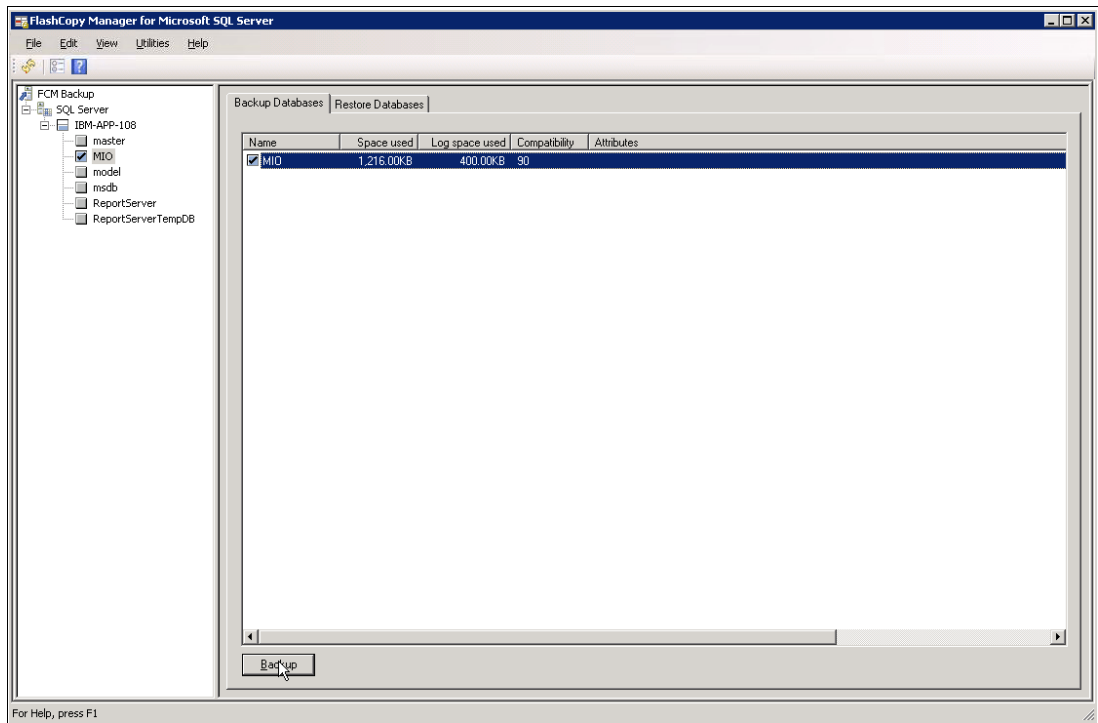 FlashCopy Manager for Microsoft SQL Server
File Edit View Utilities Help
FCM Backup
SQL Server
IBM-APP-108
master
MIO
model
msdb
ReportServer
ReportServerTempDB
Backup Databases Restore Databases
Name Space used Log space used Compatibility Attributes
MIO 1,216.00KB 400.00KB 90
Backup
For Help, press F1